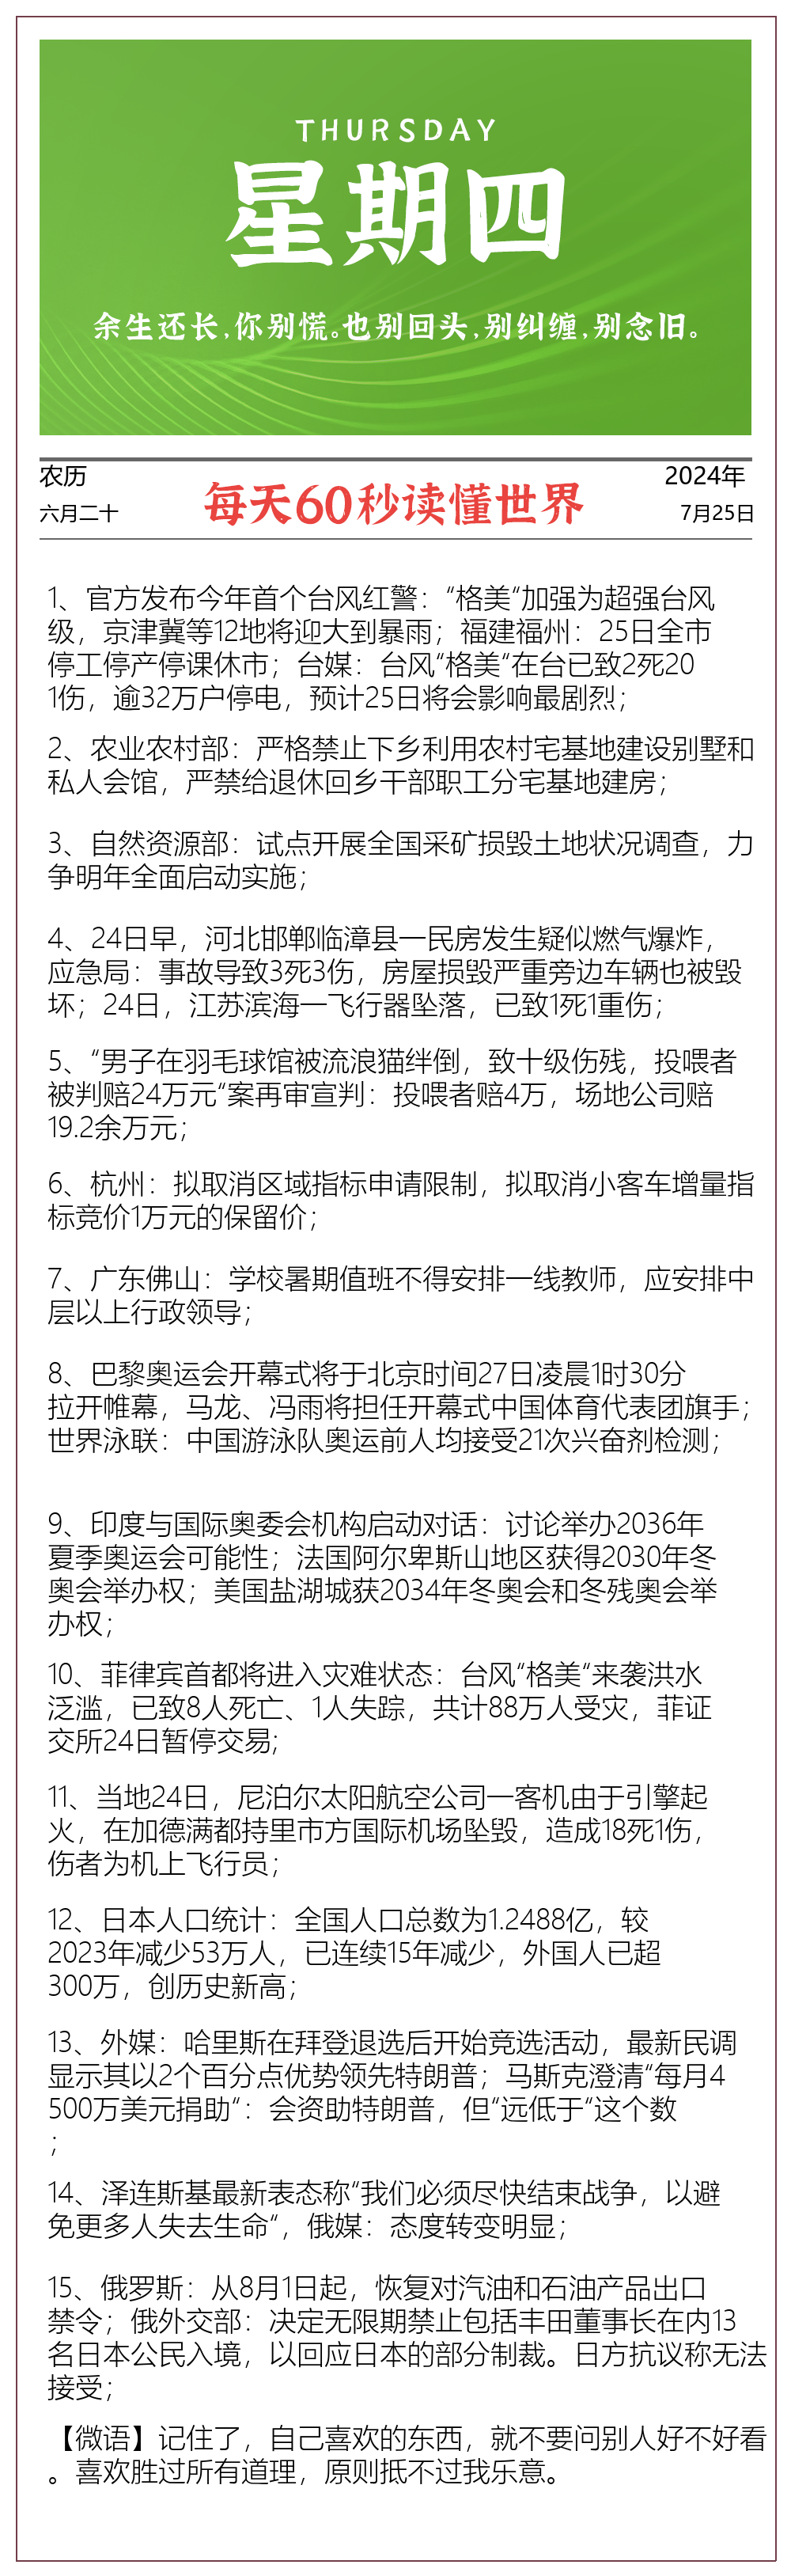 THURSDAY
星期四
余生还长,你别慌。也别回头,别纠缠,别念旧。
农历
2024年
每天60秒读懂世界
六月二十
7月25日
1、官方发布今年首个台风红警：“格美“加强为超强台风
级，京津冀等12地将迎大到暴雨；福建福州：25日全市
停工停产停课休市；台媒：台风“格美“在台已致2死20
1伤，逾32万户停电，预计25日将会影响最剧烈；
2、农业农村部：严格禁止下乡利用农村宅基地建设别墅和
私人会馆，严禁给退休回乡干部职工分宅基地建房；
3、自然资源部：试点开展全国采矿损毁土地状况调查，力
争明年全面启动实施；
4、24日早，河北邯郸临漳县一民房发生疑似燃气爆炸，
应急局：事故导致3死3伤，房屋损毁严重旁边车辆也被毁
坏；24日，江苏滨海一飞行器坠落，已致1死1重伤；
5、“男子在羽毛球馆被流浪猫绊倒，致十级伤残，投喂者
被判赔24万元“案再审宣判：投喂者赔4万，场地公司赔
19.2余万元；
6、杭州：拟取消区域指标申请限制，拟取消小客车增量指
标竞价1万元的保留价；
7、广东佛山：学校暑期值班不得安排一线教师，应安排中
层以上行政领导；
8、巴黎奥运会开幕式将于北京时间27日凌晨1时30分
拉开帷幕，马龙、冯雨将担任开幕式中国体育代表团旗手；
世界泳联：中国游泳队奥运前人均接受21次兴奋剂检测；
9、印度与国际奥委会机构启动对话：讨论举办2036年
夏季奥运会可能性；法国阿尔卑斯山地区获得2030年冬
奥会举办权；美国盐湖城获2034年冬奥会和冬残奥会举
办权；
10、菲律宾首都将进入灾难状态：台风“格美“来袭洪水
泛滥，已致8人死亡、1人失踪，共计88万人受灾，菲证
交所24日暂停交易;
11、当地24日，尼泊尔太阳航空公司一客机由于引擎起
火，在加德满都特里市方国际机场坠毁，造成18死1伤，
伤者为机上飞行员；
12、日本人口统计：全国人口总数为1.2488亿，较
2023年减少53万人，已连续15年减少，外国人已超
300万，创历史新高；
13、外媒：哈里斯在拜登退选后开始竞选活动，最新民调
显示其以2个百分点优势领先特朗普；马斯克澄清“每月4
500万美元捐助“：会资助特朗普，但“远低于“这个数
；
14、泽连斯基最新表态称“我们必须尽快结束战争，以避
免更多人失去生命“，俄媒：态度转变明显；
15、俄罗斯：从8月1日起，恢复对汽油和石油产品出口
禁令；俄外交部：决定无限期禁止包括丰田董事长在内13
名日本公民入境，以回应日本的部分制裁。日方抗议称无法
接受；
【微语】记住了，自己喜欢的东西，就不要问别人好不好看
。喜欢胜过所有道理，原则抵不过我乐意。